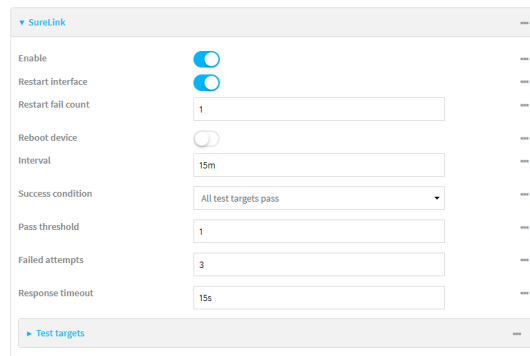 SureLink
Enable
Restart interface
Restart fail count
1
Reboot device
Interval
15m
Success condition
All test targets pass
Pass threshold
1
Failed attempts
3
Response timeout
15s
Test targets